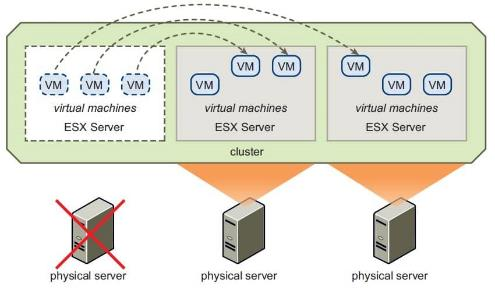 VM VM VM
virtual machines
ESX Server
VM VM
VM
virtual machines
ESX Server
VM
VM VM
virtual machines
ESX Server
cluster
physical server
physical server
physical server